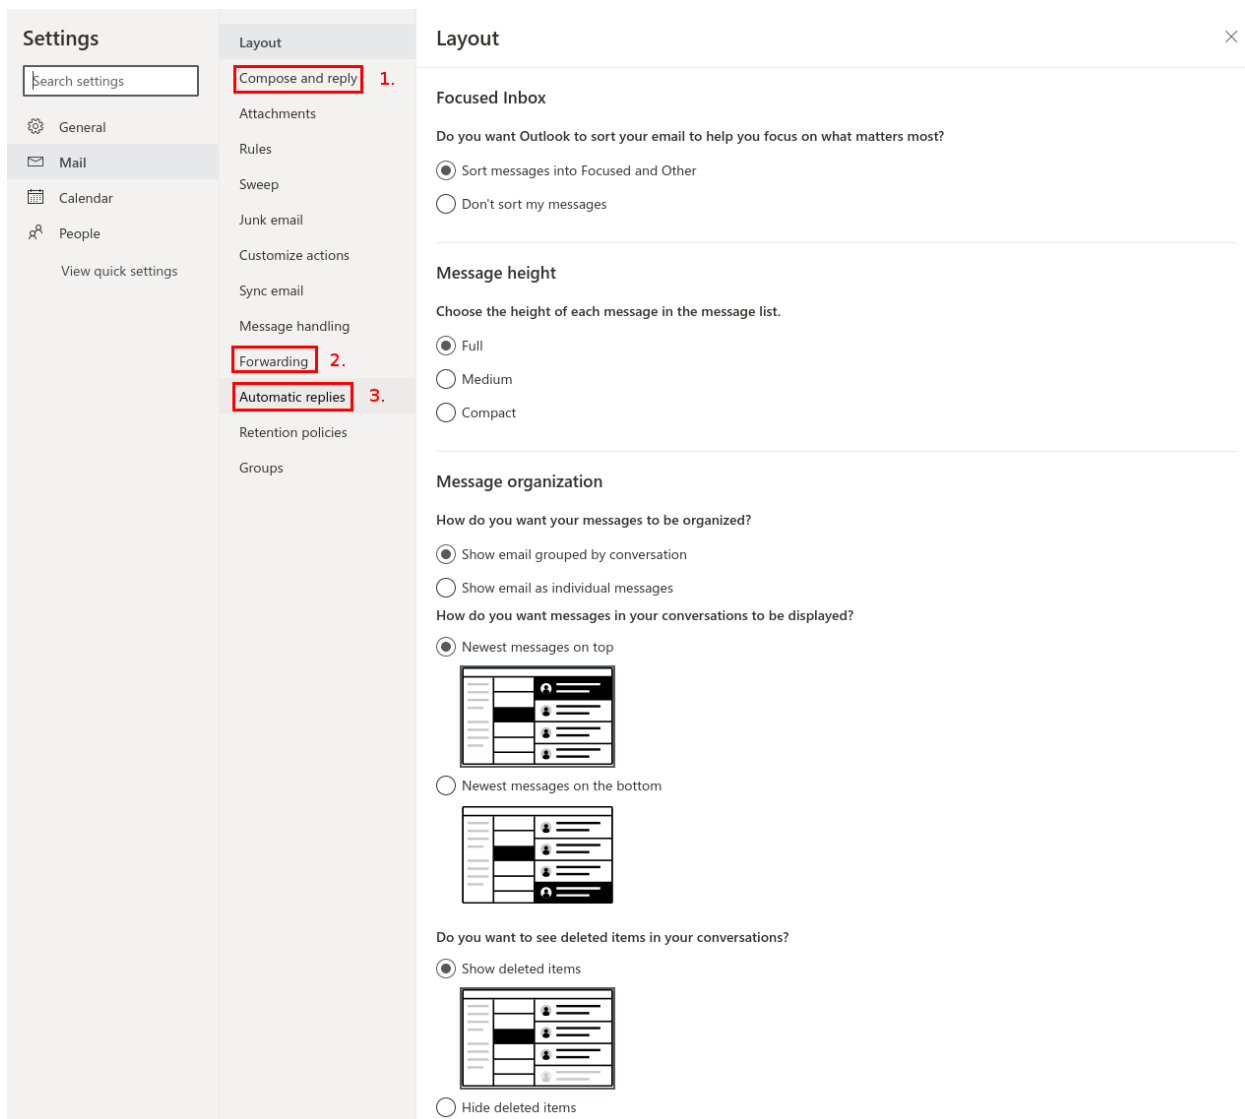 Settings
Search settings
General
Mail
Calendar
People
View quick settings
Layout
Compose and reply 1.
Attachments
Rules
Sweep
Junk email
Customize actions
Sync email
Message handling
Forwarding 2.
Automatic replies 3.
Retention policies
Groups
Layout
Focused Inbox
Do you want Outlook to sort your email to help you focus on what matters most?
Sort messages into Focused and Other
Don't sort my messages
Message height
Choose the height of each message in the message list.
Full
Medium
Compact
Message organization
How do you want your messages to be organized?
Show email grouped by conversation
Show email as individual messages
How do you want messages in your conversations to be displayed?
Newest messages on top
Newest messages on the bottom
Do you want to see deleted items in your conversations?
Show deleted items
Hide deleted items